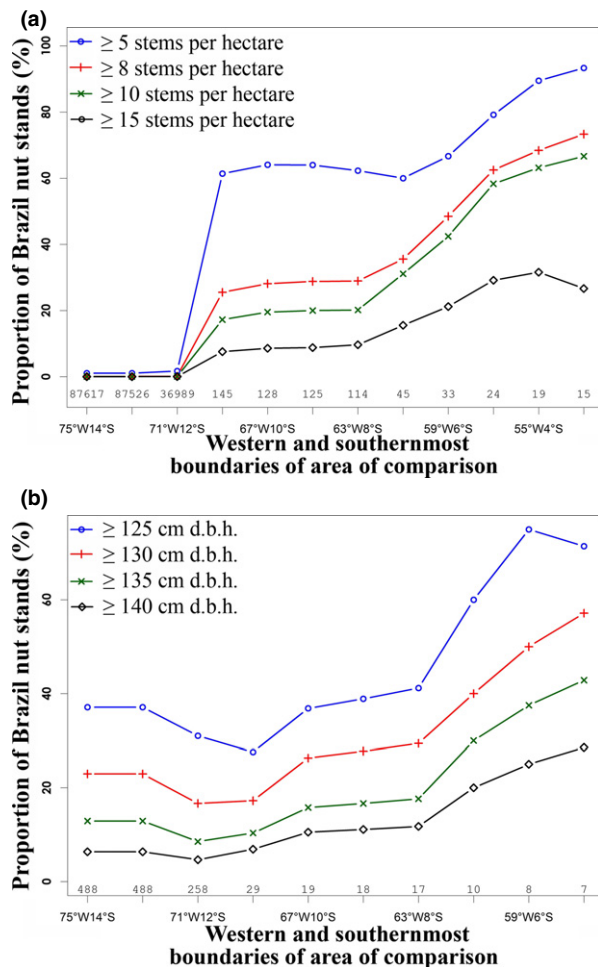 (a)
Proportion of Brazil nut stands (%)
100
80
60
40
20
0
≥ 5 stems per hectare
≥ 8 stems per hectare
≥ 10 stems per hectare
≥ 15 stems per hectare
87617 87526 36989 145 128 125 114 45 33 24 19 15
75°W14°S 71°W12°S 67°W10°S 63°W8°S 59°W6°S 55°W4°S
Western and southernmost
boundaries of area of comparison
(b)
Proportion of Brazil nut stands (%)
60
40
20
0
≥ 125 cm d.b.h.
≥ 130 cm d.b.h.
≥ 135 cm d.b.h.
≥ 140 cm d.b.h.
488 488 258 29 19 18 17 10 8 7
75°W14°S 71°W12°S 67°W10°S 63°W8°S 59°W6°S
Western and southernmost
boundaries of area of comparison